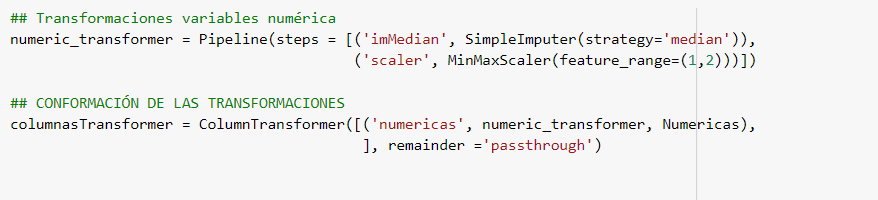 ## Transformaciones variables numérica
numeric_transformer = Pipeline(steps = [('imMedian', SimpleImputer(strategy='median')),
('scaler', MinMaxScaler(feature_range=(1,2)))])
## CONFORMACIÓN DE LAS TRANSFORMACIONES
columnasTransformer = ColumnTransformer([('numericas', numeric_transformer, Numericas),
], remainder ='passthrough')